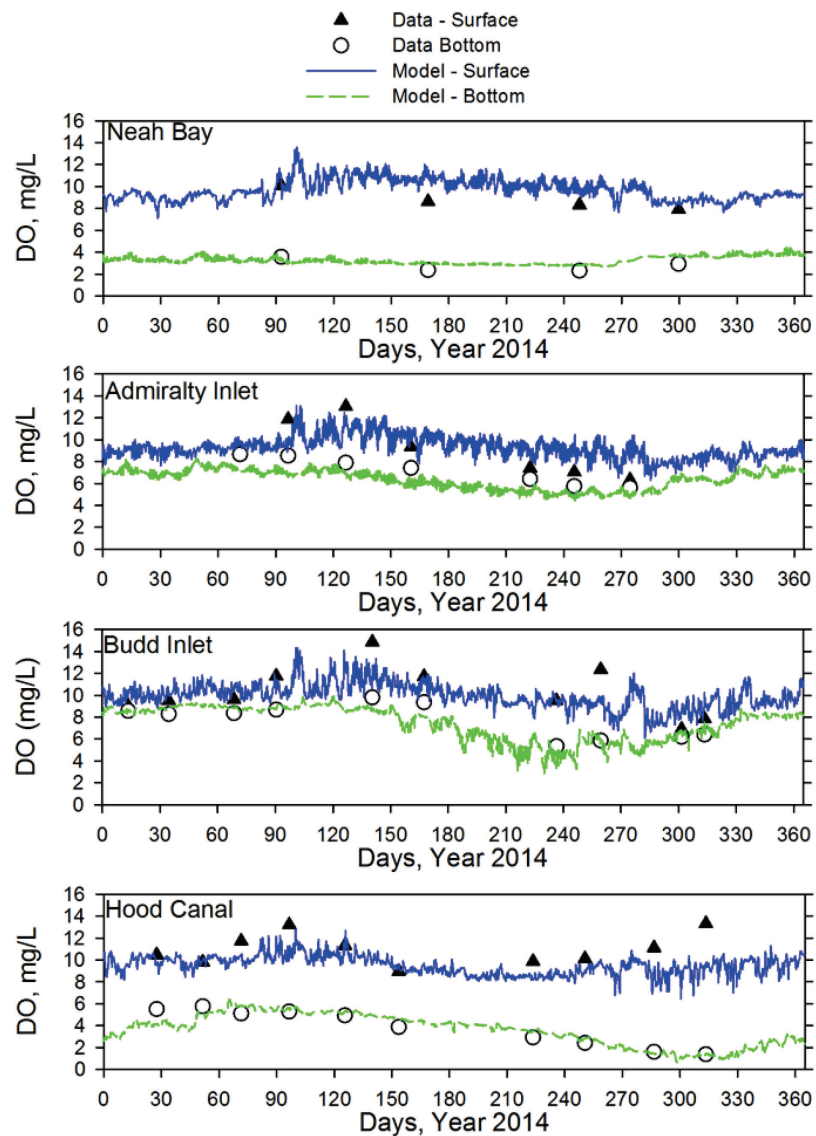 Data - Surface
Data Bottom
Model - Surface
Model - Bottom
16
14
12
10
8
6
4
2
0
Neah Bay
DO, mg/L
0 30 60 90 120 150 180 210 240 270 300 330 360
Days, Year 2014
16
14
12
10
8
6
4
2
0
Admiralty Inlet
DO, mg/L
0 30 60 90 120 150 180 210 240 270 300 330 360
Days, Year 2014
16
14
12
10
8
6
4
2
0
Budd Inlet
DO (mg/L)
0 30 60 90 120 150 180 210 240 270 300 330 360
Days, Year 2014
16
14
12
10
8
6
4
2
0
Hood Canal
DO, mg/L
0 30 60 90 120 150 180 210 240 270 300 330 360
Days, Year 2014